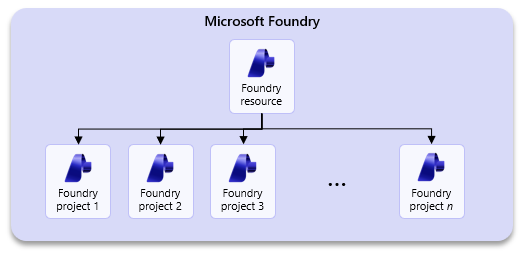 Microsoft Foundry
Foundry
resource
Foundry
project 1
Foundry
project 2
Foundry
project 3
...
Foundry
project n